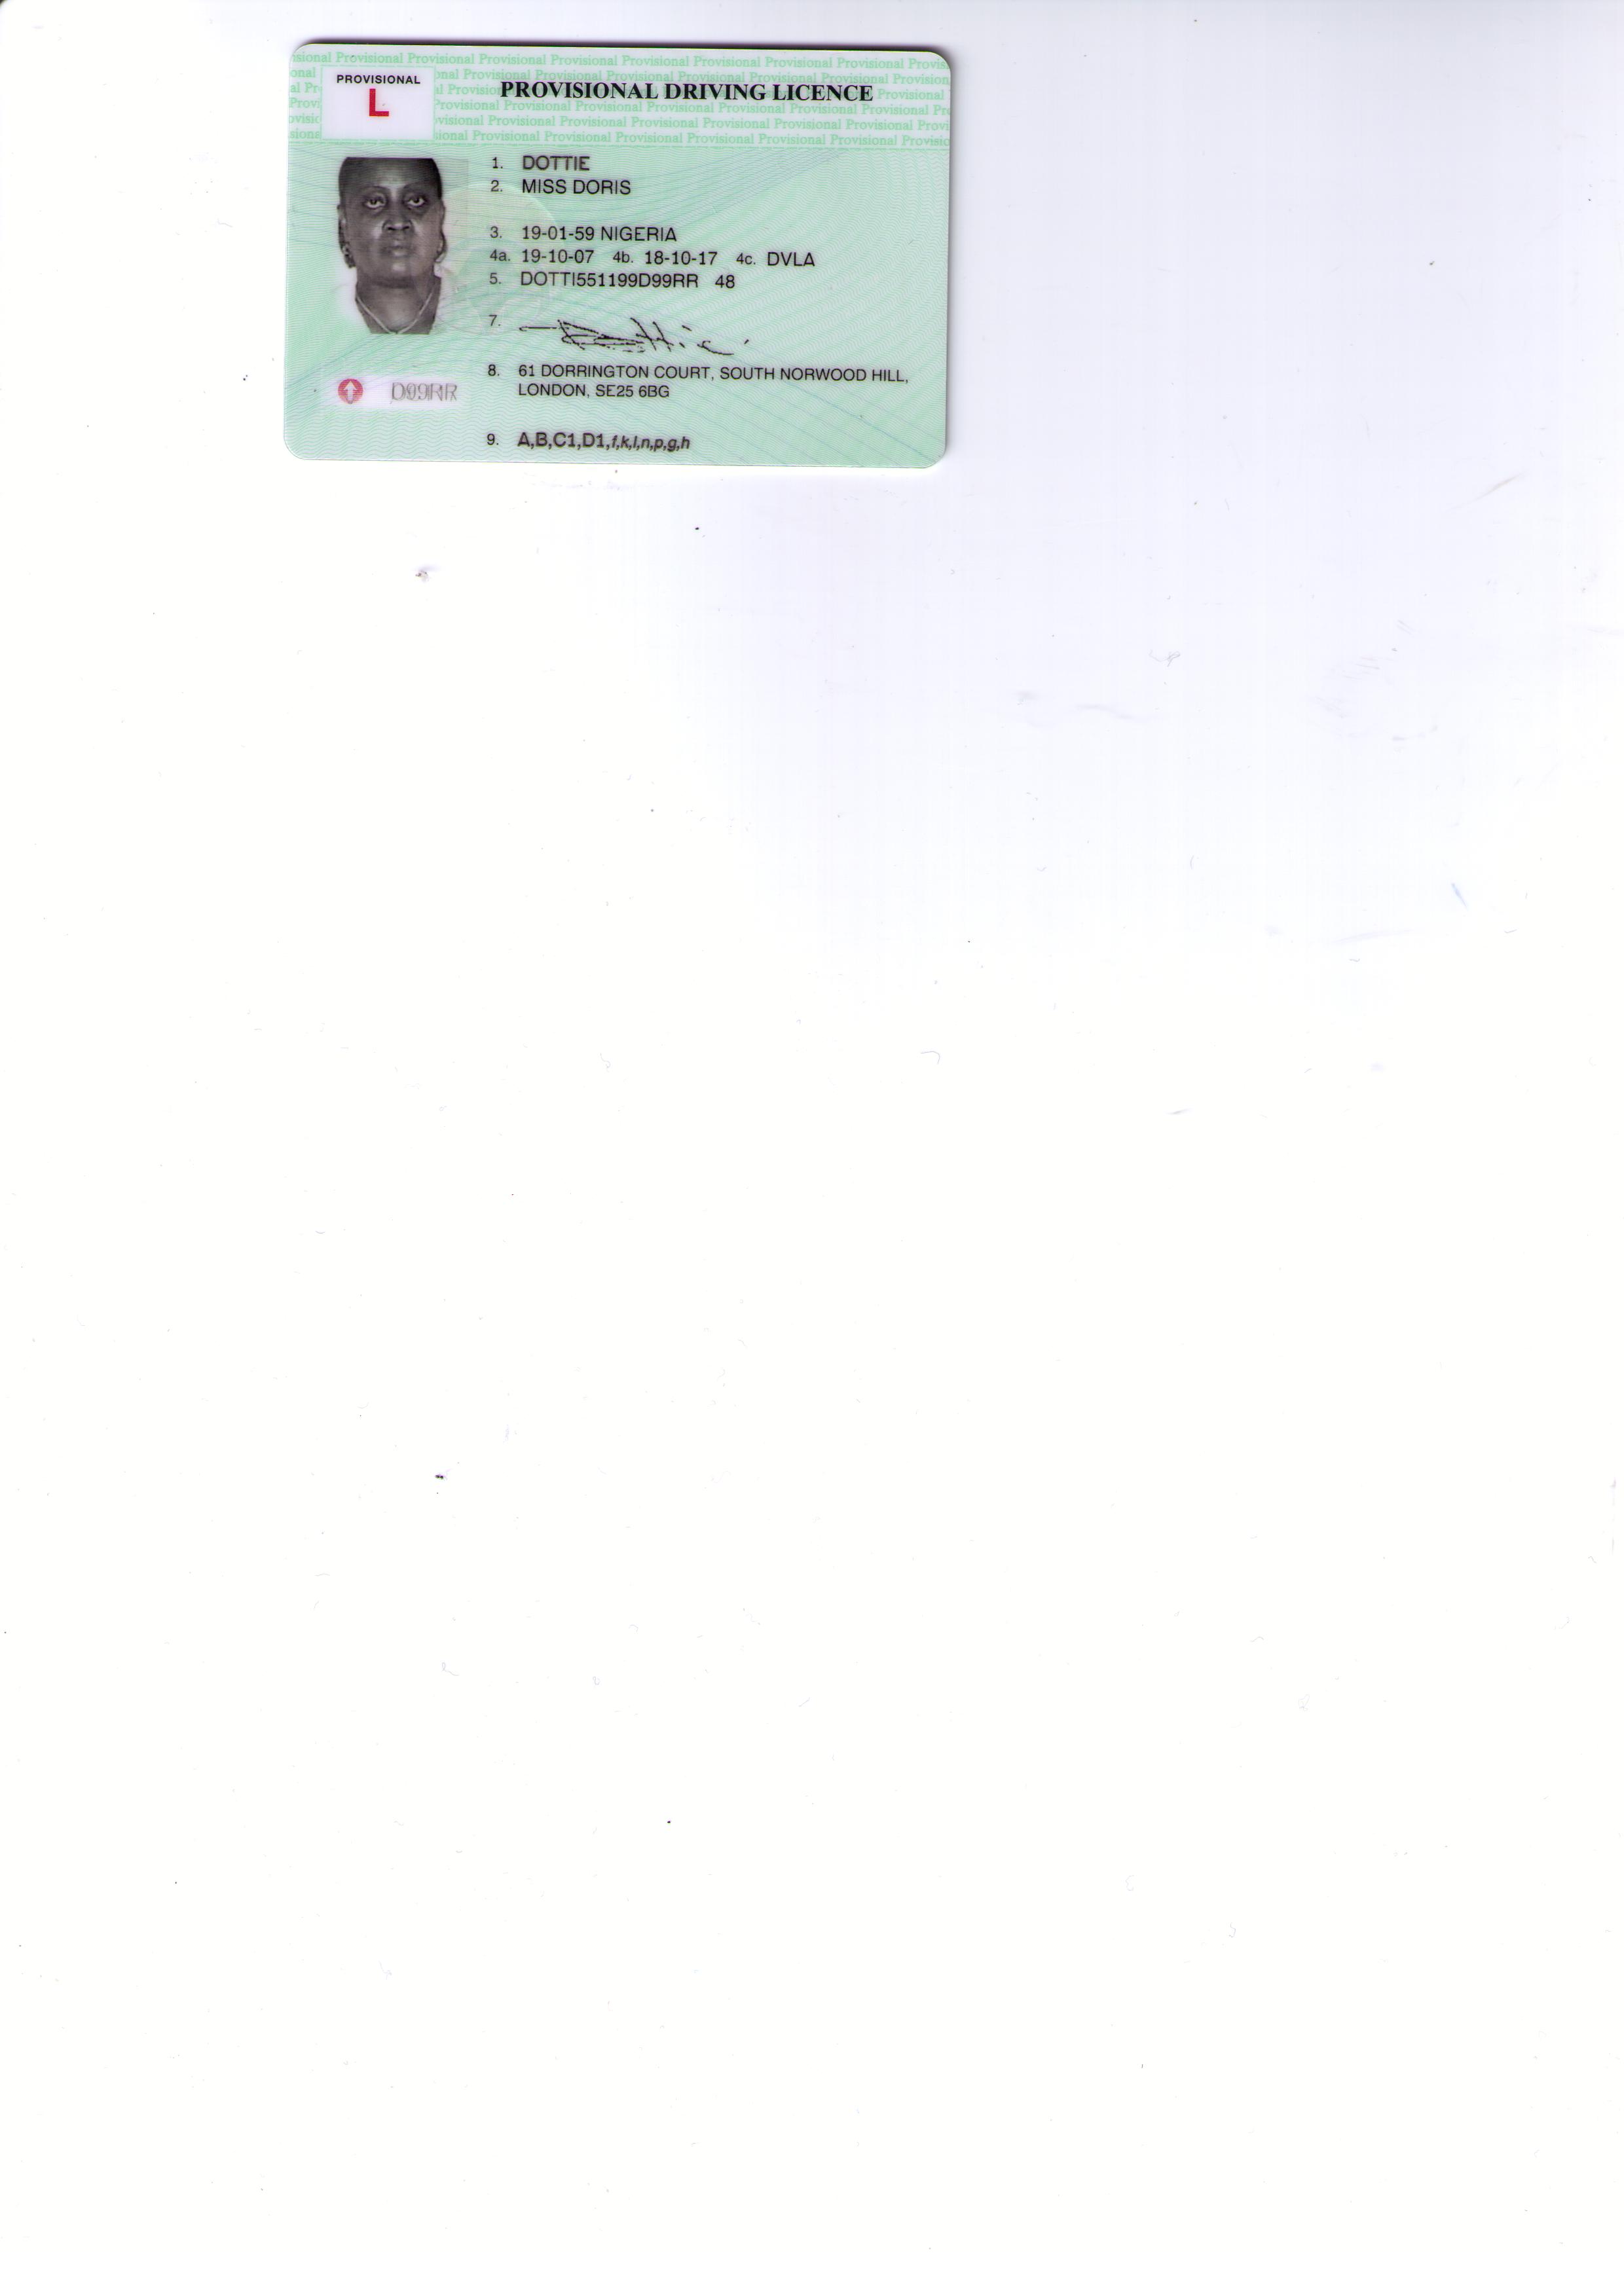 PROVISIONAL
L
PROVISIONAL DRIVING LICENCE
1. DOTTIE
2. MISS DORIS
3. 19-01-59 NIGERIA
4a. 19-10-07 4b. 18-10-17 4c. DVLA
5. DOTTI551199D99RR 48
7. Dottie
8. 61 DORRINGTON COURT, SOUTH NORWOOD HILL,
LONDON, SE25 6BG
D99RR
9. A,B,C1,D1,f,k,l,n,p,g,h